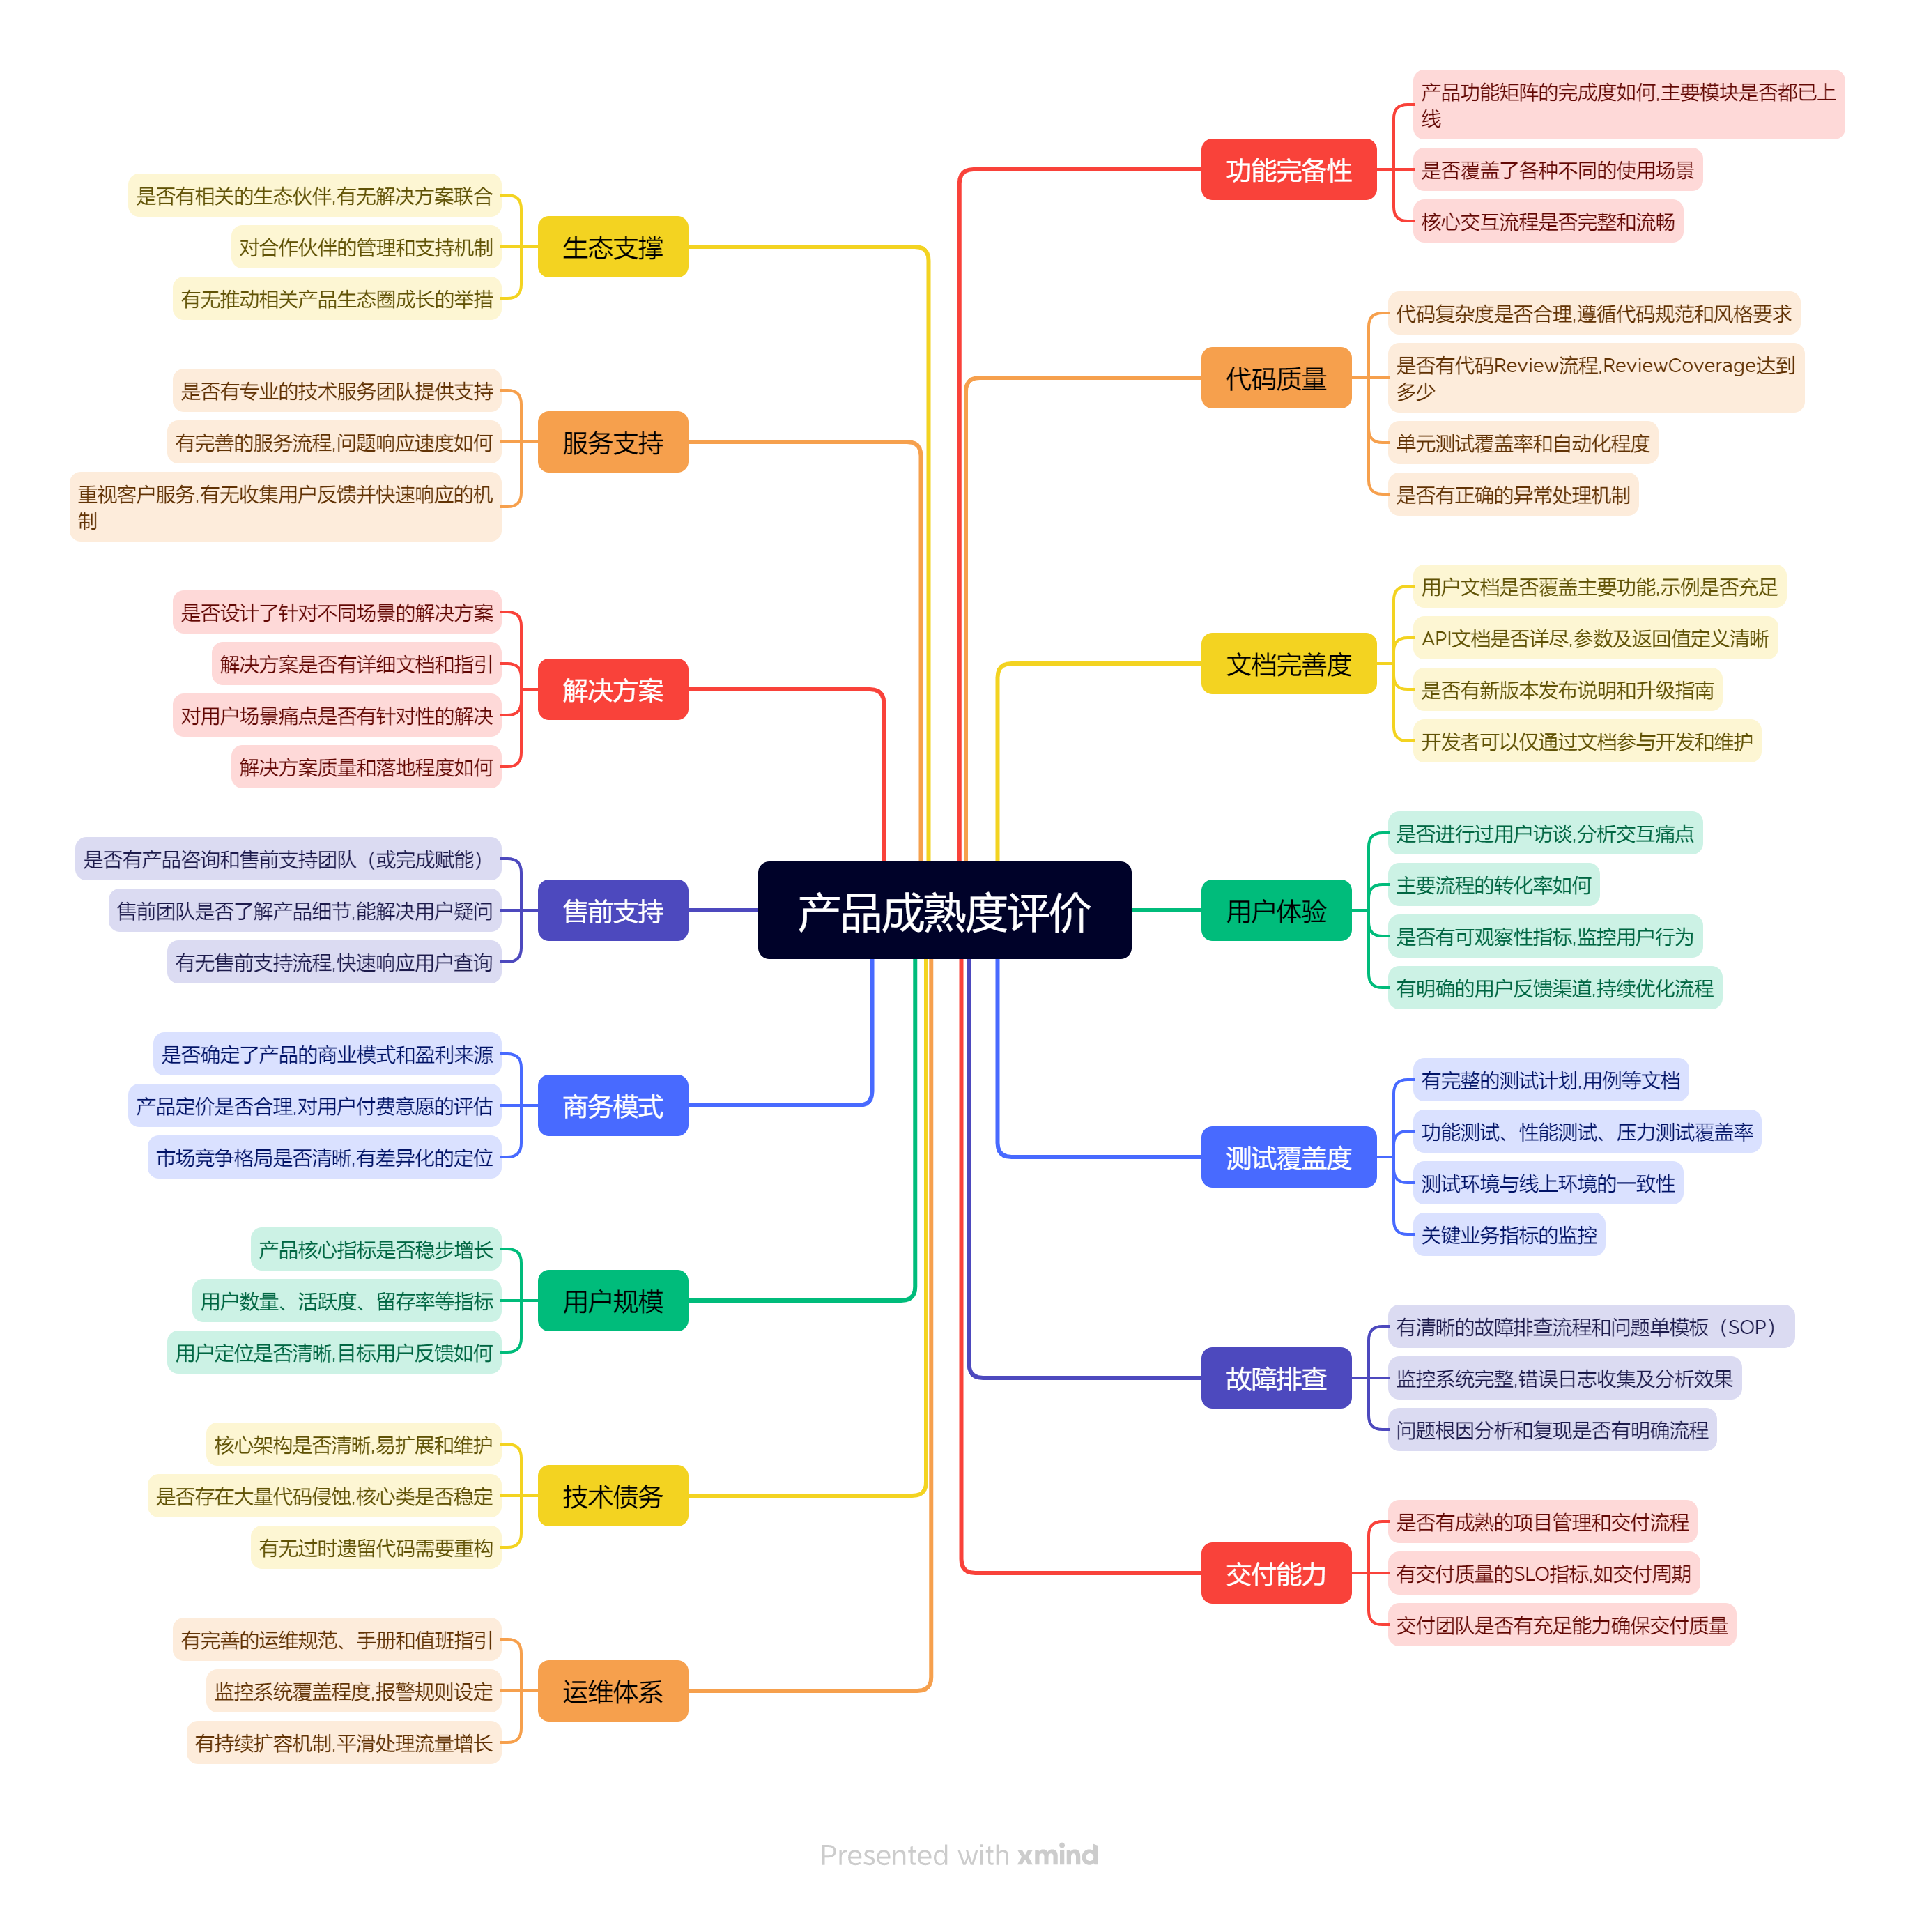 产品成熟度评价
功能完备性
产品功能矩阵的完成度如何,主要模块是否都已上
线
是否覆盖了各种不同的使用场景
核心交互流程是否完整和流畅
代码质量
代码复杂度是否合理,遵循代码规范和风格要求
是否有代码Review流程,ReviewCoverage达到
多少
单元测试覆盖率和自动化程度
是否有正确的异常处理机制
文档完善度
用户文档是否覆盖主要功能,示例是否充足
API文档是否详尽,参数及返回值定义清晰
是否有新版本发布说明和升级指南
开发者可以仅通过文档参与开发和维护
用户体验
是否进行过用户访谈,分析交互痛点
主要流程的转化率如何
是否有可观察性指标,监控用户行为
有明确的用户反馈渠道,持续优化流程
测试覆盖度
有完整的测试计划,用例等文档
功能测试、性能测试、压力测试覆盖率
测试环境与线上环境的一致性
关键业务指标的监控
故障排查
有清晰的故障排查流程和问题单模板（SOP）
监控系统完整,错误日志收集及分析效果
问题根因分析和复现是否有明确流程
交付能力
是否有成熟的项目管理和交付流程
有交付质量的SLO指标,如交付周期
交付团队是否有充足能力确保交付质量
生态支撑
是否有相关的生态伙伴,有无解决方案联合
对合作伙伴的管理和支持机制
有无推动相关产品生态圈成长的举措
服务支持
是否有专业的技术服务团队提供支持
有完善的服务流程,问题响应速度如何
重视客户服务,有无收集用户反馈并快速响应的机
制
解决方案
是否设计了针对不同场景的解决方案
解决方案是否有详细文档和指引
对用户场景痛点是否有针对性的解决
解决方案质量和落地程度如何
售前支持
是否有产品咨询和售前支持团队（或完成赋能）
售前团队是否了解产品细节,能解决用户疑问
有无售前支持流程,快速响应用户查询
商务模式
是否确定了产品的商业模式和盈利来源
产品定价是否合理,对用户付费意愿的评估
市场竞争格局是否清晰,有差异化的定位
用户规模
产品核心指标是否稳步增长
用户数量、活跃度、留存率等指标
用户定位是否清晰,目标用户反馈如何
技术债务
核心架构是否清晰,易扩展和维护
是否存在大量代码侵蚀,核心类是否稳定
有无过时遗留代码需要重构
运维体系
有完善的运维规范、手册和值班指引
监控系统覆盖程度,报警规则设定
有持续扩容机制,平滑处理流量增长
Presented with xmind